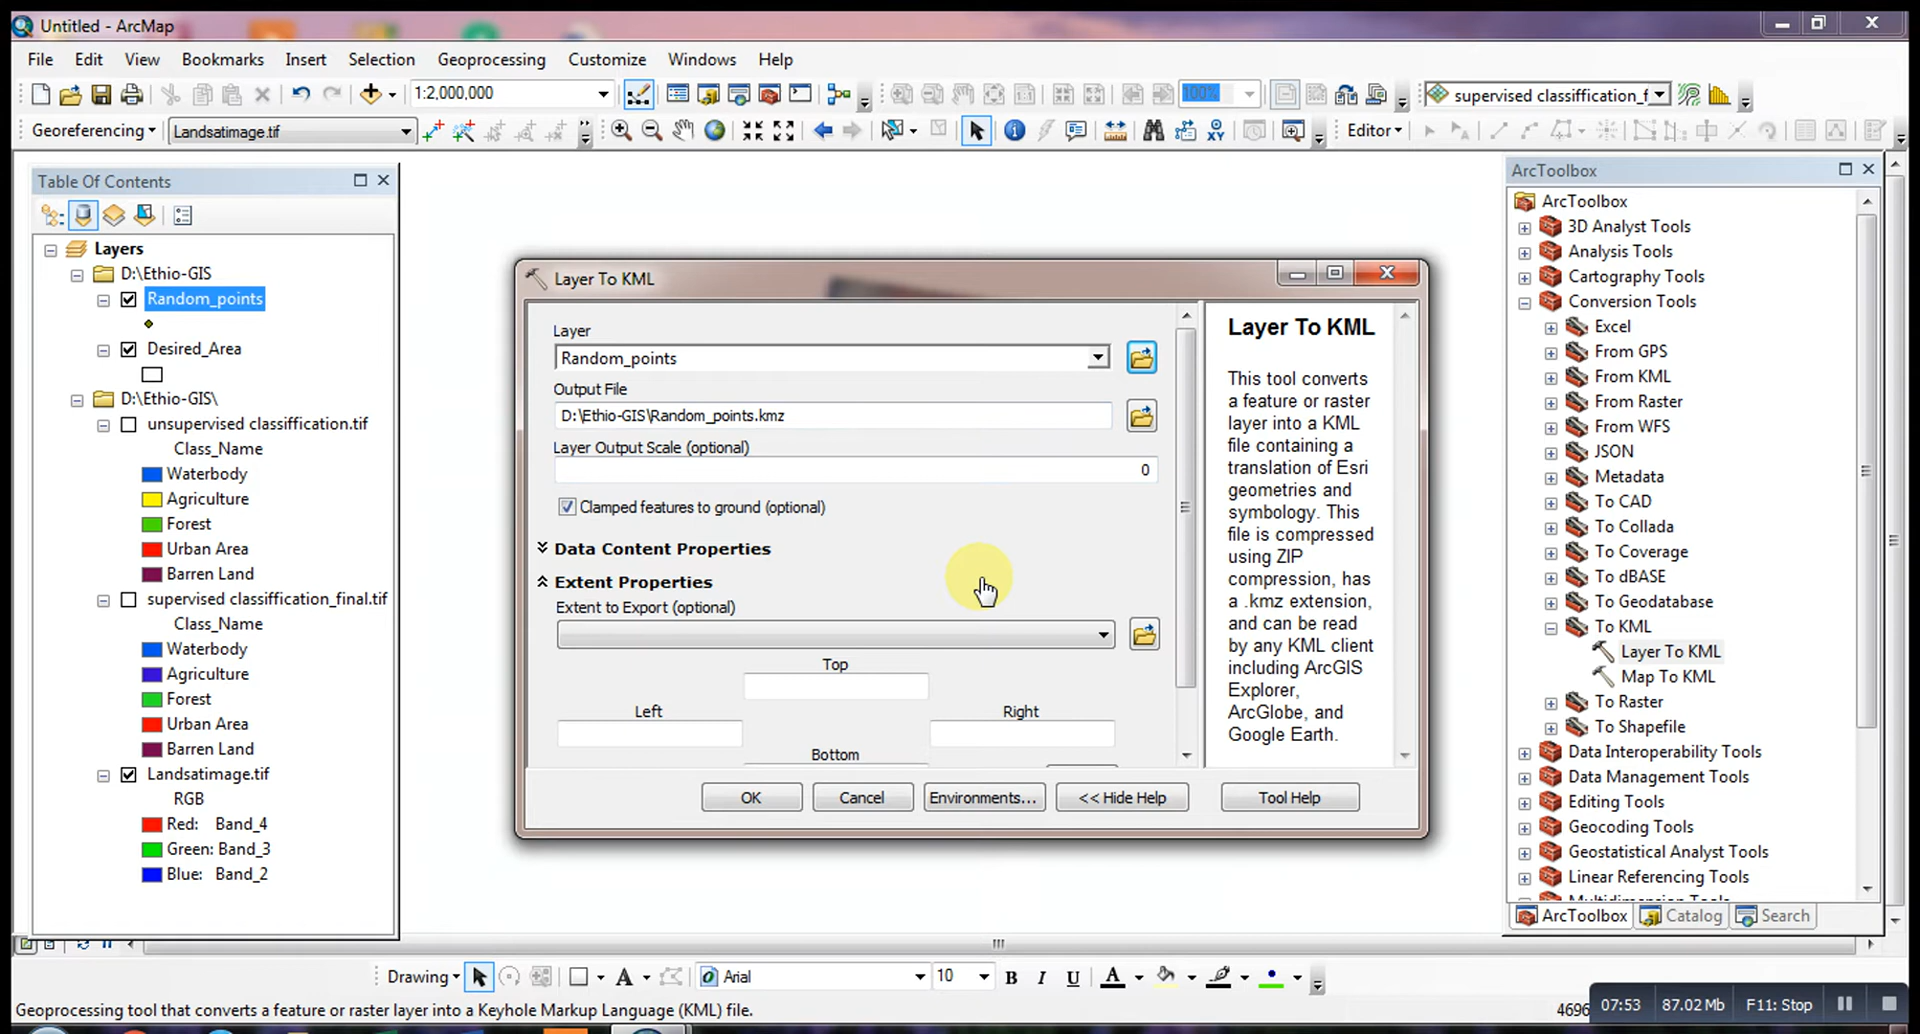 Untitled - ArcMap
File Edit View Bookmarks Insert Selection Geoprocessing Customize Windows Help
1:2,000,000 100% supervised classiffication_f
Georeferencing Landsatimage.tif Editor
Table Of Contents
Layers
D:\Ethio-GIS
Random_points
Desired_Area
D:\Ethio-GIS\
unsupervised classiffication.tif
Class_Name
Waterbody
Agriculture
Forest
Urban Area
Barren Land
supervised classiffication_final.tif
Class_Name
Waterbody
Agriculture
Forest
Urban Area
Barren Land
Landsatimage.tif
RGB
Red: Band_4
Green: Band_3
Blue: Band_2
Layer To KML
Layer
Random_points
Output File
D:\Ethio-GIS\Random_points.kmz
Layer Output Scale (optional)
0
Clamped features to ground (optional)
Data Content Properties
Extent Properties
Extent to Export (optional)
Top
Left Right
Bottom
OK Cancel Environments... << Hide Help Tool Help
Layer To KML
This tool converts
a feature or raster
layer into a KML
file containing a
translation of Esri
geometries and
symbology. This
file is compressed
using ZIP
compression, has
a .kmz extension,
and can be read
by any KML client
including ArcGIS
Explorer,
ArcGlobe, and
Google Earth.
ArcToolbox
ArcToolbox
3D Analyst Tools
Analysis Tools
Cartography Tools
Conversion Tools
Excel
From GPS
From KML
From Raster
From WFS
JSON
Metadata
To CAD
To Collada
To Coverage
To dBASE
To Geodatabase
To KML
Layer To KML
Map To KML
To Raster
To Shapefile
Data Interoperability Tools
Data Management Tools
Editing Tools
Geocoding Tools
Geostatistical Analyst Tools
Linear Referencing Tools
ArcToolbox Catalog Search
Drawing A Arial 10 B I U A
Geoprocessing tool that converts a feature or raster layer into a Keyhole Markup Language (KML) file.
4696
07:53 87.02 Mb F11: Stop